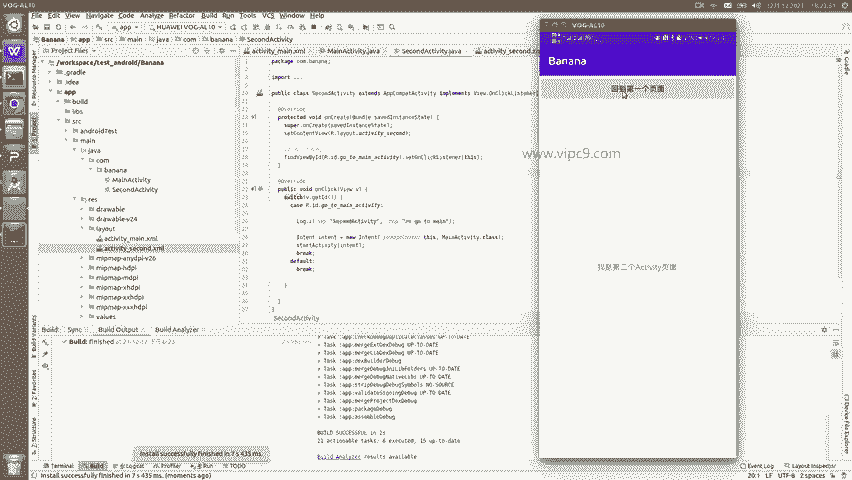 VOG-AL10
File Edit View Navigate Code Analyze Refactor Build Run Tools VCS Window Help
app HUAWEI VOG-AL10
Banana app src main java com banana SecondActivity
Project Files
activity_main.xml MainActivity.java SecondActivity.java activity_second.xml
/workspace/test_android/Banana
.gradle
.idea
app
build
libs
src
androidTest
main
java
com
banana
MainActivity
SecondActivity
res
drawable
drawable-v24
layout
activity_main.xml
activity_second.xml
mipmap-anydpi-v26
mipmap-hdpi
mipmap-mdpi
mipmap-xhdpi
mipmap-xxhdpi
mipmap-xxxhdpi
values
package com.banana;
import ...
public class SecondActivity extends AppCompatActivity implements View.OnClickListener
@Override
protected void onCreate(Bundle savedInstanceState) {
super.onCreate(savedInstanceState);
setContentView(R.layout.activity_second);
findViewById(R.id.go_to_main_activity).setOnClickListener(this);
}
@Override
public void onClick(View v) {
switch(v.getId()) {
case R.id.go_to_main_activity:
Intent intent = new Intent( this, MainActivity.class);
startActivity(intent);
break;
default:
break;
}
}
}
SecondActivity
VOG-AL10
Banana
回到第一个页面
www.vipc9.com
我是第二个Activity页面
Build: Sync Build Output Build Analyzer
Build: finished
> Task :app:mergeExtDexDebug UP-TO-DATE
> Task :app:mergeLibDexDebug UP-TO-DATE
> Task :app:dexBuilderDebug
> Task :app:mergeDebugJniLibFolders UP-TO-DATE
> Task :app:mergeDebugNativeLibs UP-TO-DATE
> Task :app:stripDebugDebugSymbols NO-SOURCE
> Task :app:validateSigningDebug UP-TO-DATE
> Task :app:mergeProjectDexDebug
> Task :app:packageDebug
> Task :app:assembleDebug
BUILD SUCCESSFUL in 2s
21 actionable tasks: 6 executed, 15 up-to-date
Build Analyzer results available
Install successfully finished in 7 s 435 ms.
Terminal Build Logcat Profiler Run TODO Event Log Layout Inspector
Install successfully finished in 7 s 435 ms. (moments ago)
20:1 LF UTF-8 4 spaces